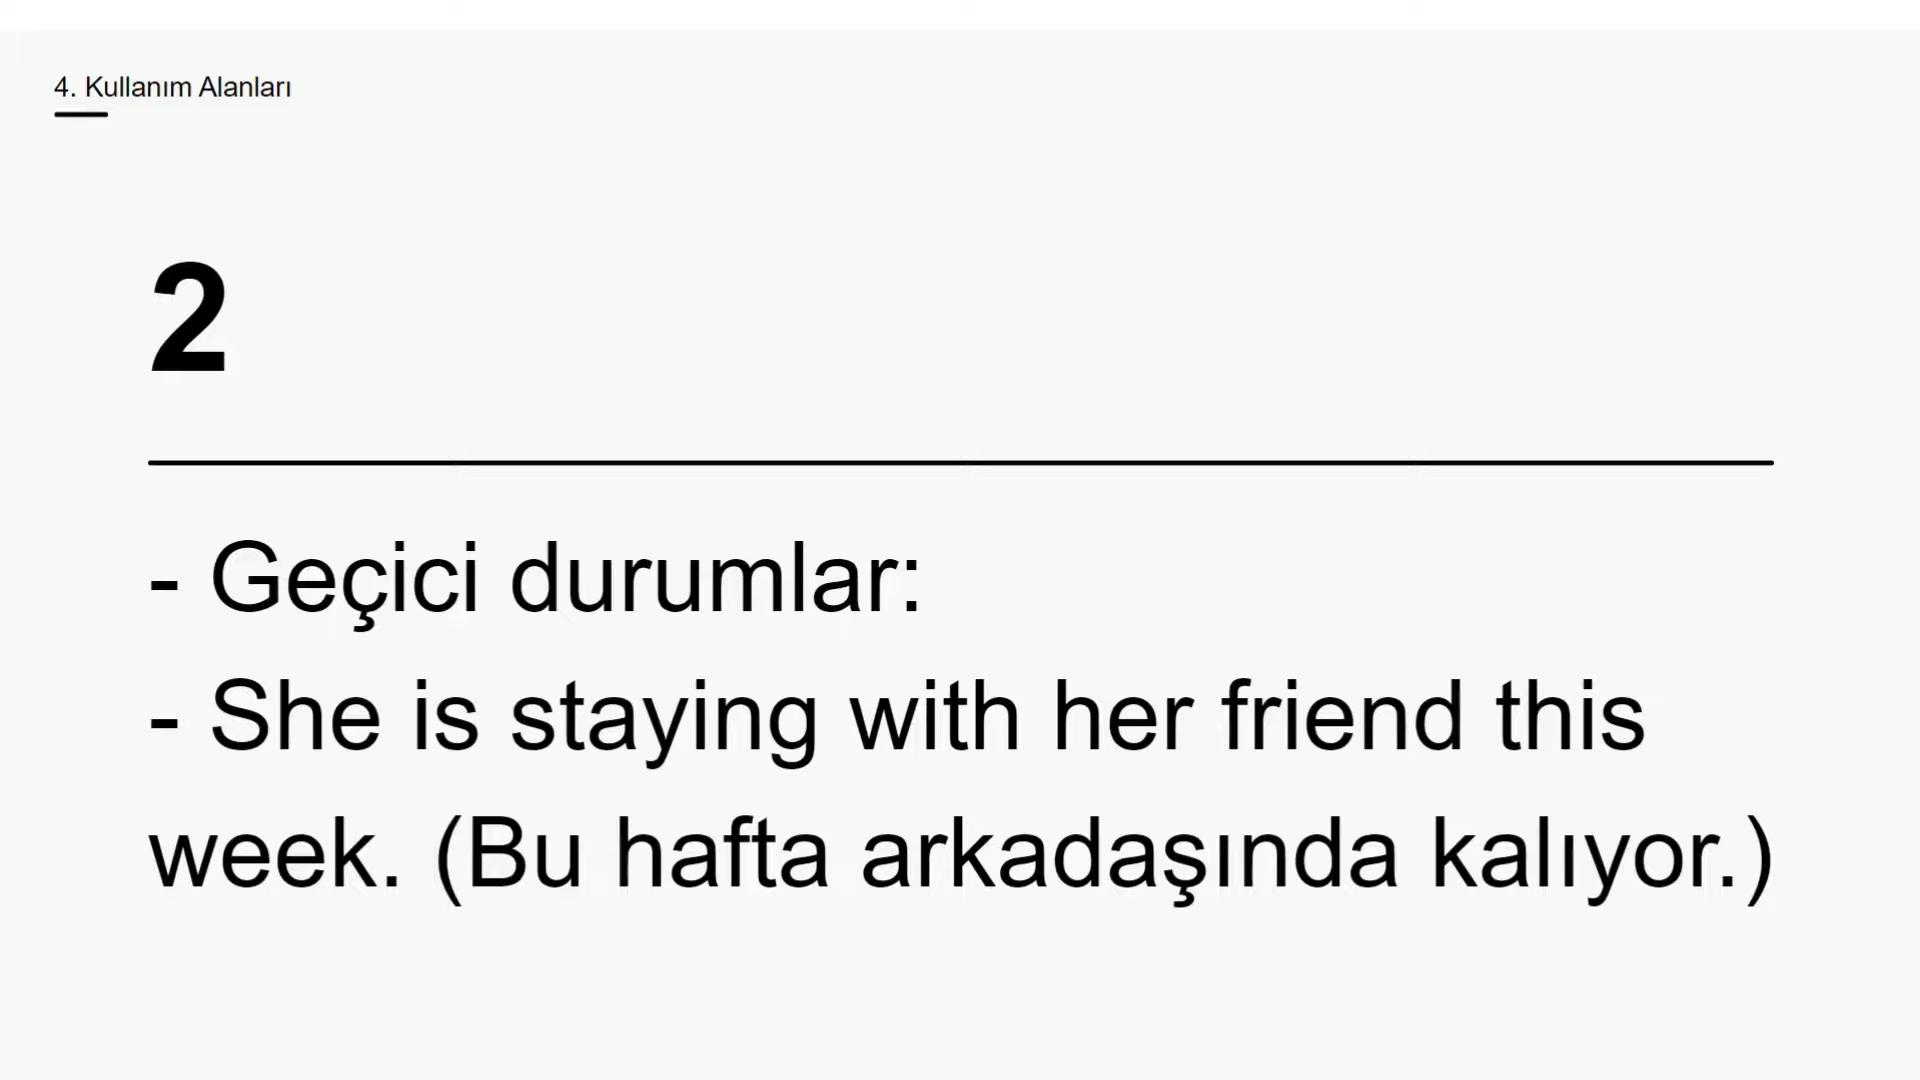 4. Kullanım Alanları
2
- Geçici durumlar:
- She is staying with her friend this
week. (Bu hafta arkadaşında kalıyor.)